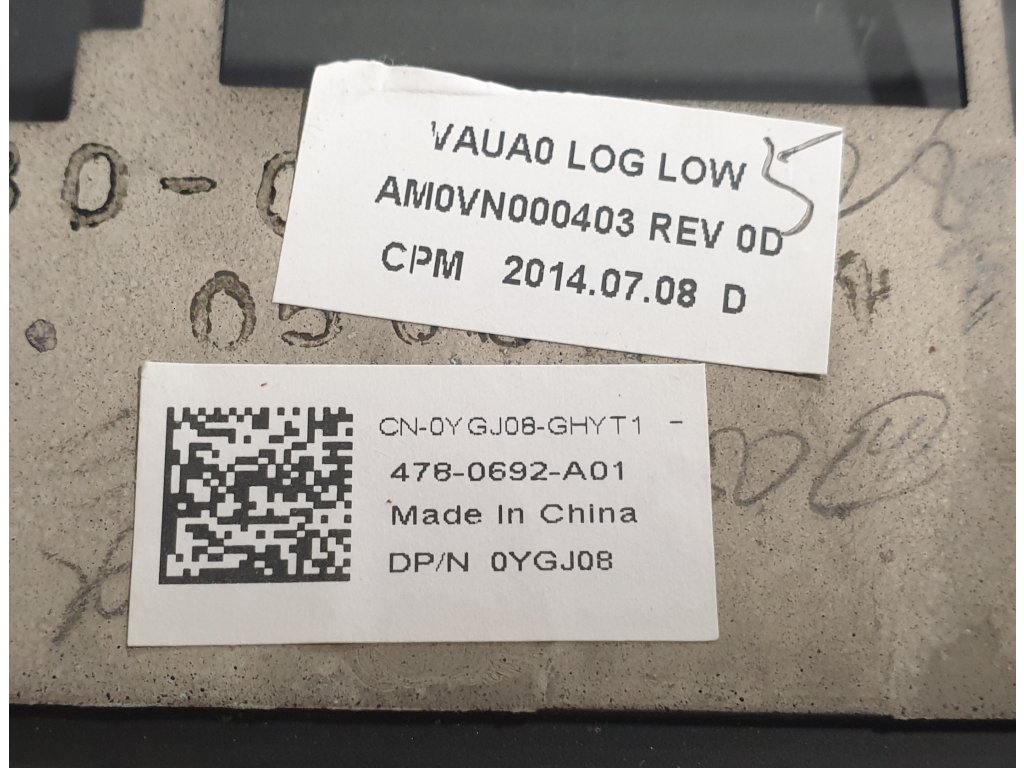 VAUA0 LOG LOW 5
AM0VN000403 REV 0D
CPM 2014.07.08 D
CN-0YGJ08-GHYT1 -
478-0692-A01
Made In China
DP/N 0YGJ08